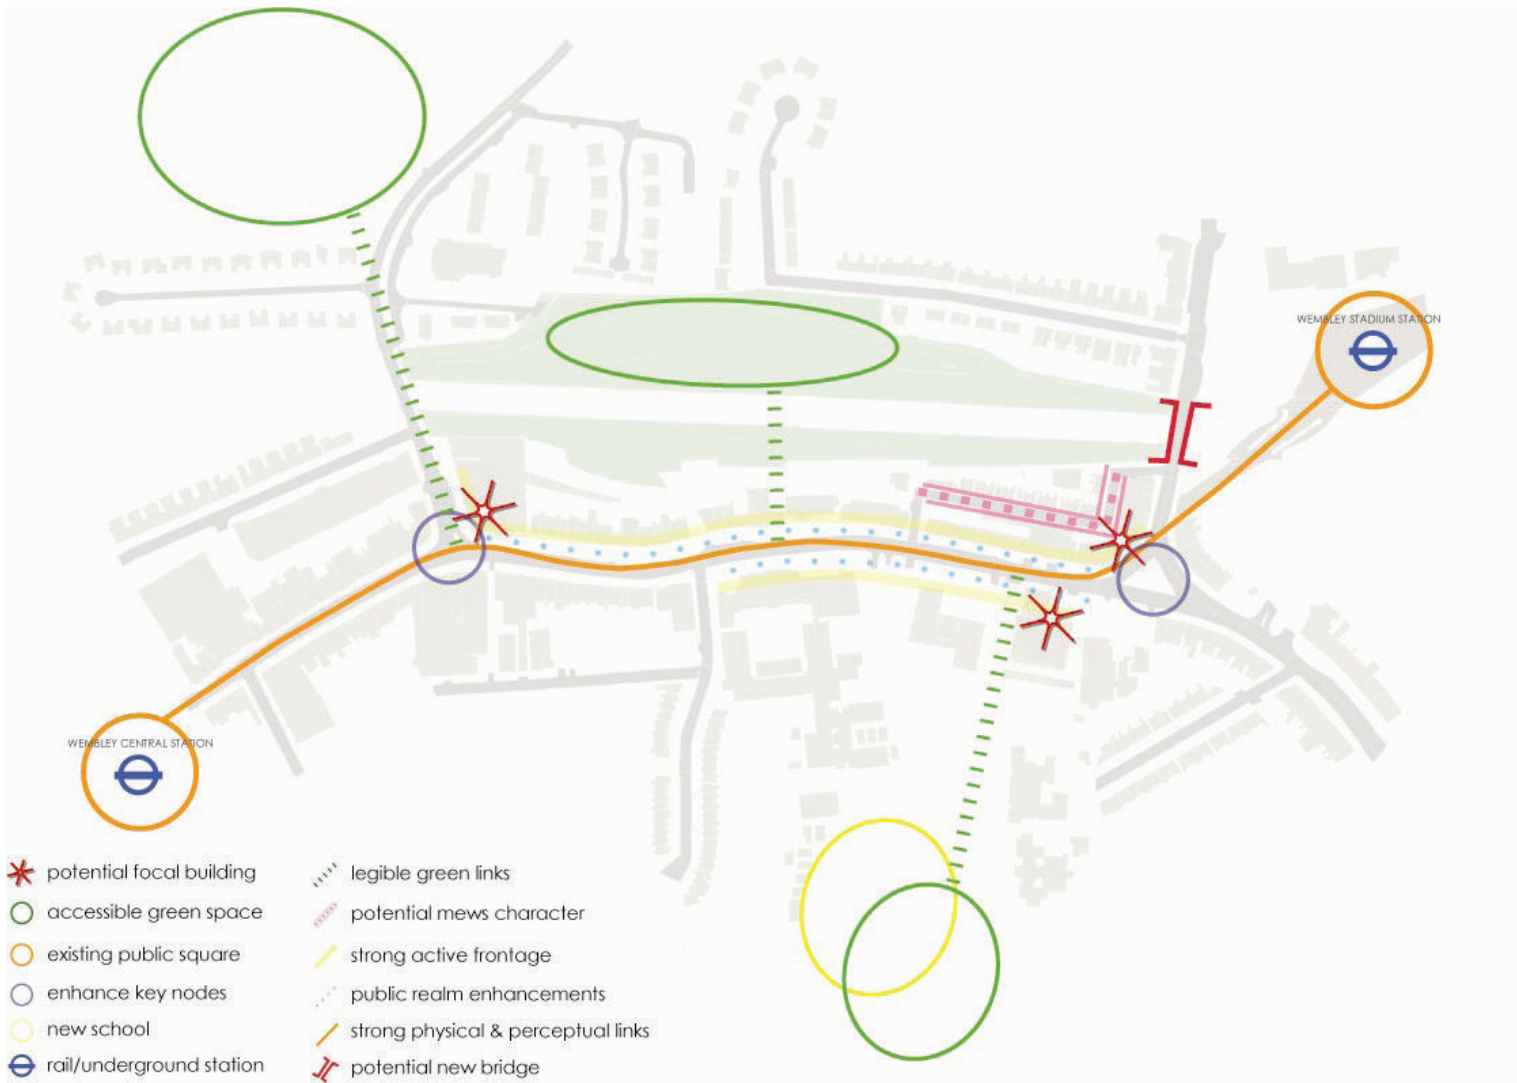 WEMBLEY STADIUM STATION
WEMBLEY CENTRAL STATION
potential focal building
accessible green space
existing public square
enhance key nodes
new school
rail/underground station
legible green links
potential mews character
strong active frontage
public realm enhancements
strong physical & perceptual links
potential new bridge